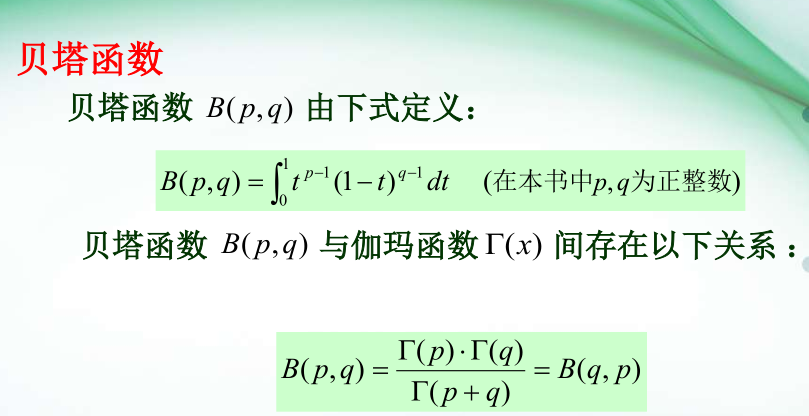 贝塔函数
贝塔函数 B(p,q) 由下式定义：
B(p,q) = ∫₀¹ t^{p−1}(1−t)^{q−1} dt (在本书中p,q为正整数)
贝塔函数 B(p,q) 与伽玛函数 Γ(x) 间存在以下关系：
B(p,q) = \frac{Γ(p)·Γ(q)}{Γ(p+q)} = B(q,p)